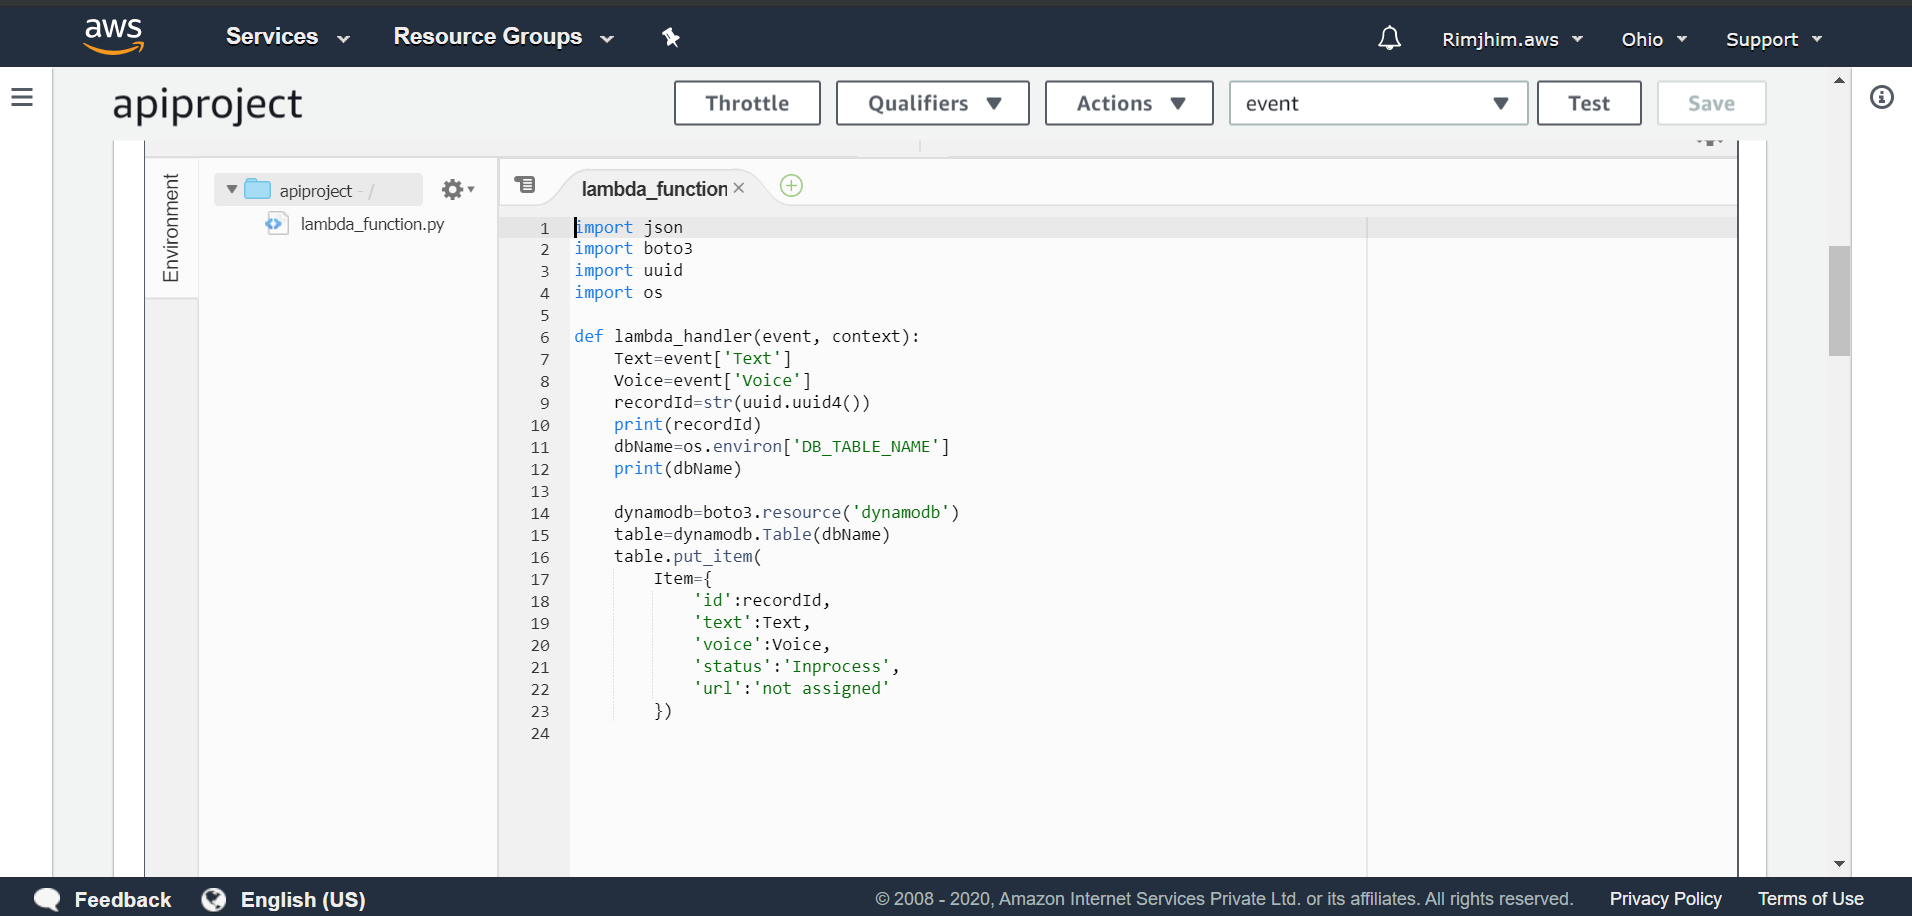 aws Services Resource Groups Rimjhim.aws Ohio Support
apiproject Throttle Qualifiers Actions event Test Save
Environment
apiproject - /
lambda_function.py
lambda_function
1 import json
2 import boto3
3 import uuid
4 import os
5
6 def lambda_handler(event, context):
7 Text=event['Text']
8 Voice=event['Voice']
9 recordId=str(uuid.uuid4())
10 print(recordId)
11 dbName=os.environ['DB_TABLE_NAME']
12 print(dbName)
13
14 dynamodb=boto3.resource('dynamodb')
15 table=dynamodb.Table(dbName)
16 table.put_item(
17 Item={
18 'id':recordId,
19 'text':Text,
20 'voice':Voice,
21 'status':'Inprocess',
22 'url':'not assigned'
23 })
24
Feedback English (US) © 2008 - 2020, Amazon Internet Services Private Ltd. or its affiliates. All rights reserved. Privacy Policy Terms of Use